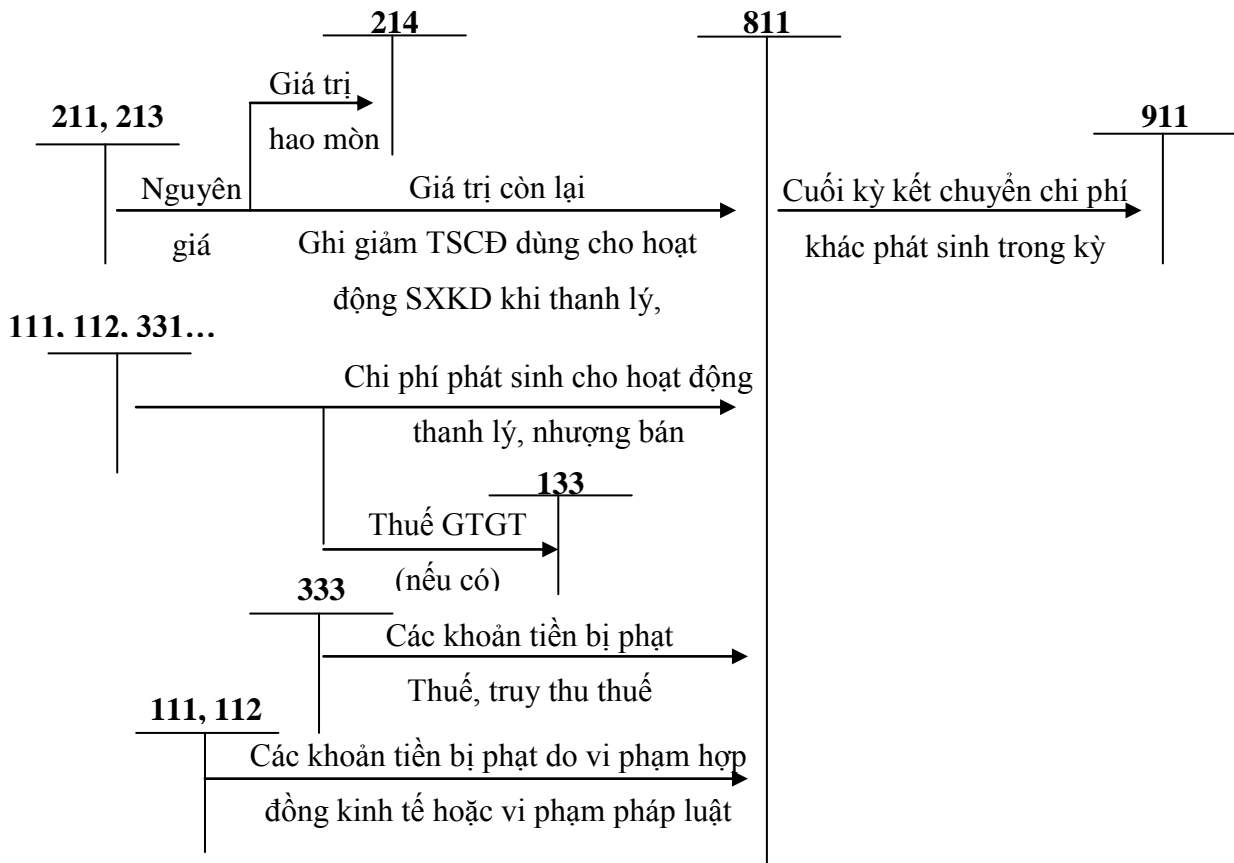 214
811
Giá trị
hao mòn
211, 213
911
Nguyên
giá
Giá trị còn lại
Ghi giảm TSCĐ dùng cho hoạt
động SXKD khi thanh lý,
Cuối kỳ kết chuyển chi phí
khác phát sinh trong kỳ
111, 112, 331…
Chi phí phát sinh cho hoạt động
thanh lý, nhượng bán
133
Thuế GTGT
(nếu có)
333
Các khoản tiền bị phạt
Thuế, truy thu thuế
111, 112
Các khoản tiền bị phạt do vi phạm hợp
đồng kinh tế hoặc vi phạm pháp luật